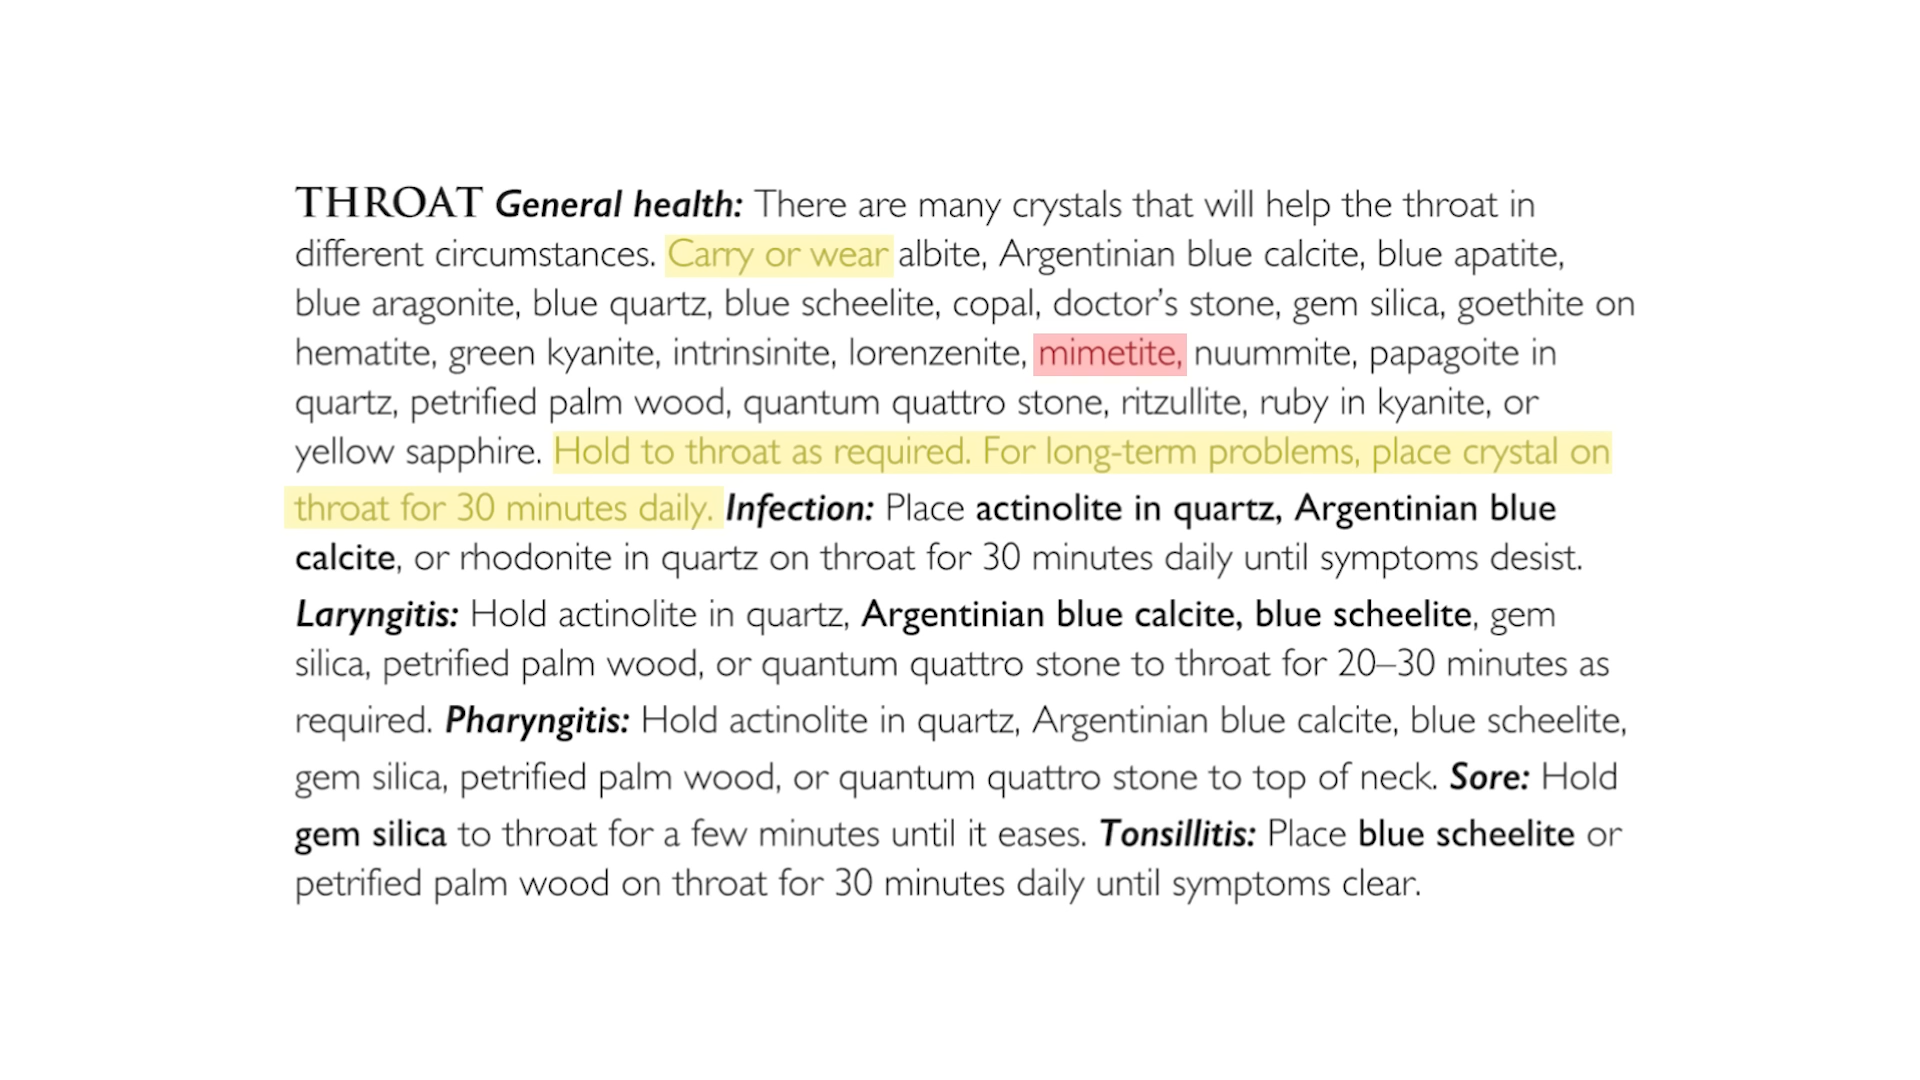 THROAT General health: There are many crystals that will help the throat in
different circumstances. Carry or wear albite, Argentinian blue calcite, blue apatite,
blue aragonite, blue quartz, blue scheelite, copal, doctor’s stone, gem silica, goethite on
hematite, green kyanite, intrinsinite, lorenzenite, mimetite, nuummite, papagoite in
quartz, petrified palm wood, quantum quattro stone, ritzullite, ruby in kyanite, or
yellow sapphire. Hold to throat as required. For long-term problems, place crystal on
throat for 30 minutes daily. Infection: Place actinolite in quartz, Argentinian blue
calcite, or rhodonite in quartz on throat for 30 minutes daily until symptoms desist.
Laryngitis: Hold actinolite in quartz, Argentinian blue calcite, blue scheelite, gem
silica, petrified palm wood, or quantum quattro stone to throat for 20–30 minutes as
required. Pharyngitis: Hold actinolite in quartz, Argentinian blue calcite, blue scheelite,
gem silica, petrified palm wood, or quantum quattro stone to top of neck. Sore: Hold
gem silica to throat for a few minutes until it eases. Tonsillitis: Place blue scheelite or
petrified palm wood on throat for 30 minutes daily until symptoms clear.